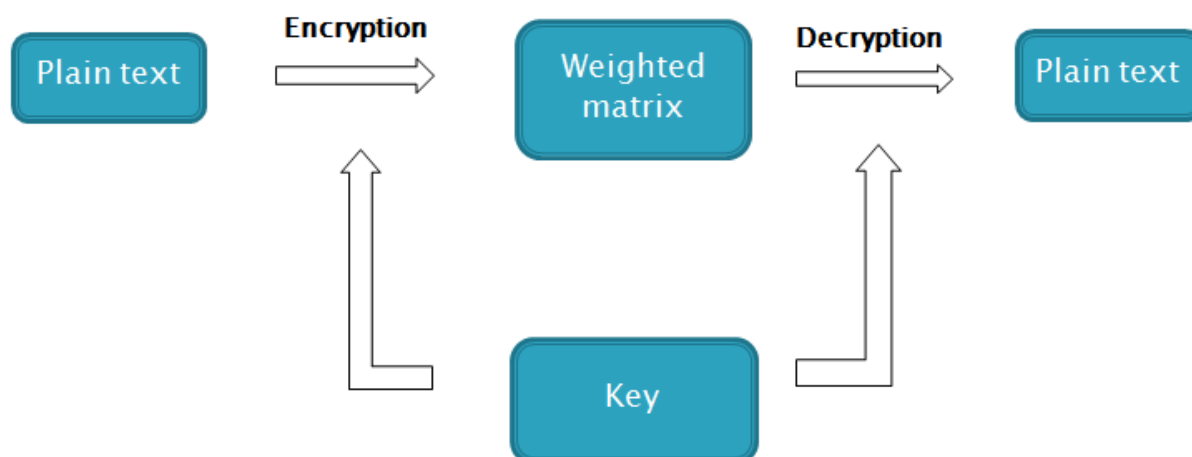 Encryption
Plain text
Weighted
matrix
Decryption
Plain text
Key